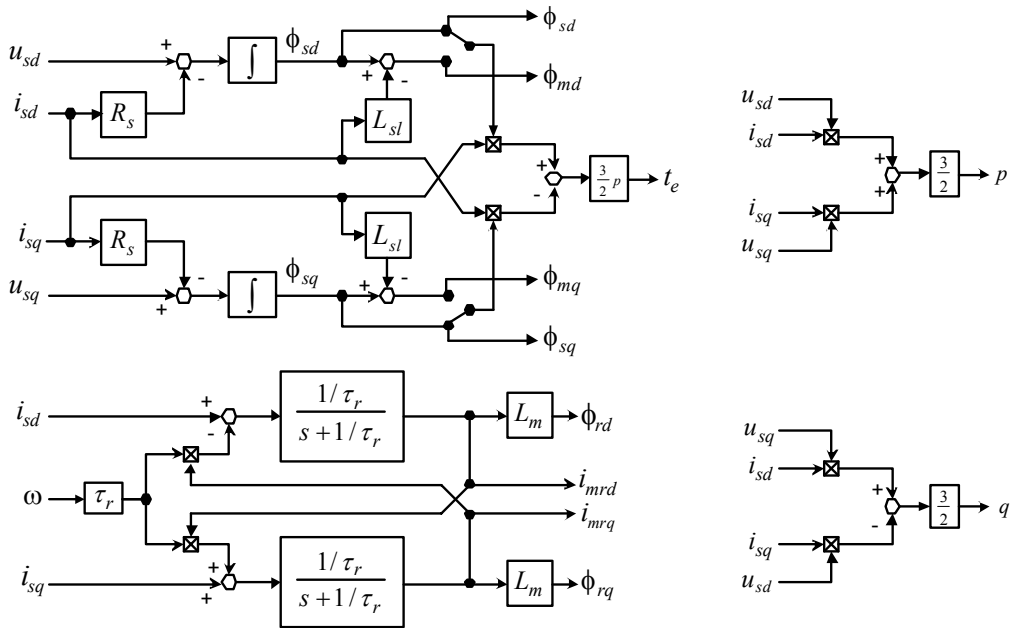 u_sd + - ∫ ϕ_sd + - ϕ_sd
ϕ_md
i_sd R_s L_sl
+ - 3/2 p t_e
i_sq R_s L_sl
u_sq + - ∫ ϕ_sq + - ϕ_mq
ϕ_sq
u_sd
i_sd
+ + 3/2 p
i_sq
u_sq
i_sd + - 1/τ_r / s+1/τ_r L_m ϕ_rd
i_mrd
ω τ_r
i_mrq
i_sq + + 1/τ_r / s+1/τ_r L_m ϕ_rq
u_sq
i_sd
+ - 3/2 q
i_sq
u_sd